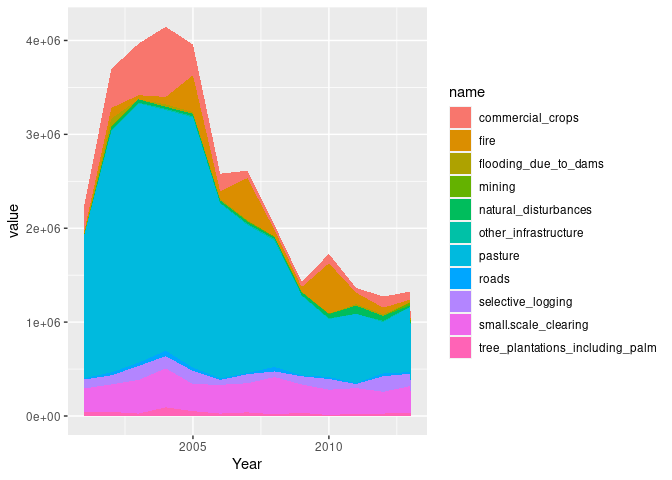 4e+06
3e+06
2e+06
1e+06
0e+00
value
2005
2010
Year
name
commercial_crops
fire
flooding_due_to_dams
mining
natural_disturbances
other_infrastructure
pasture
roads
selective_logging
small.scale_clearing
tree_plantations_including_palm